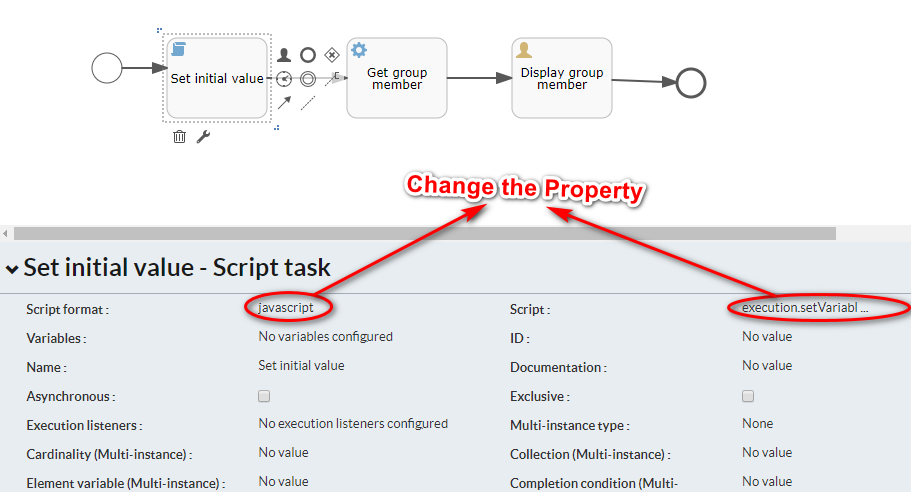 Set initial value
Get group
member
Display group
member
Change the Property
Set initial value - Script task
Script format : javascript Script : execution.setVariabl ...
Variables : No variables configured ID : No value
Name : Set initial value Documentation : No value
Asynchronous : Exclusive :
Execution listeners : No execution listeners configured Multi-instance type : None
Cardinality (Multi-instance) : No value Collection (Multi-instance) : No value
Element variable (Multi-instance) : No value Completion condition (Multi- No value